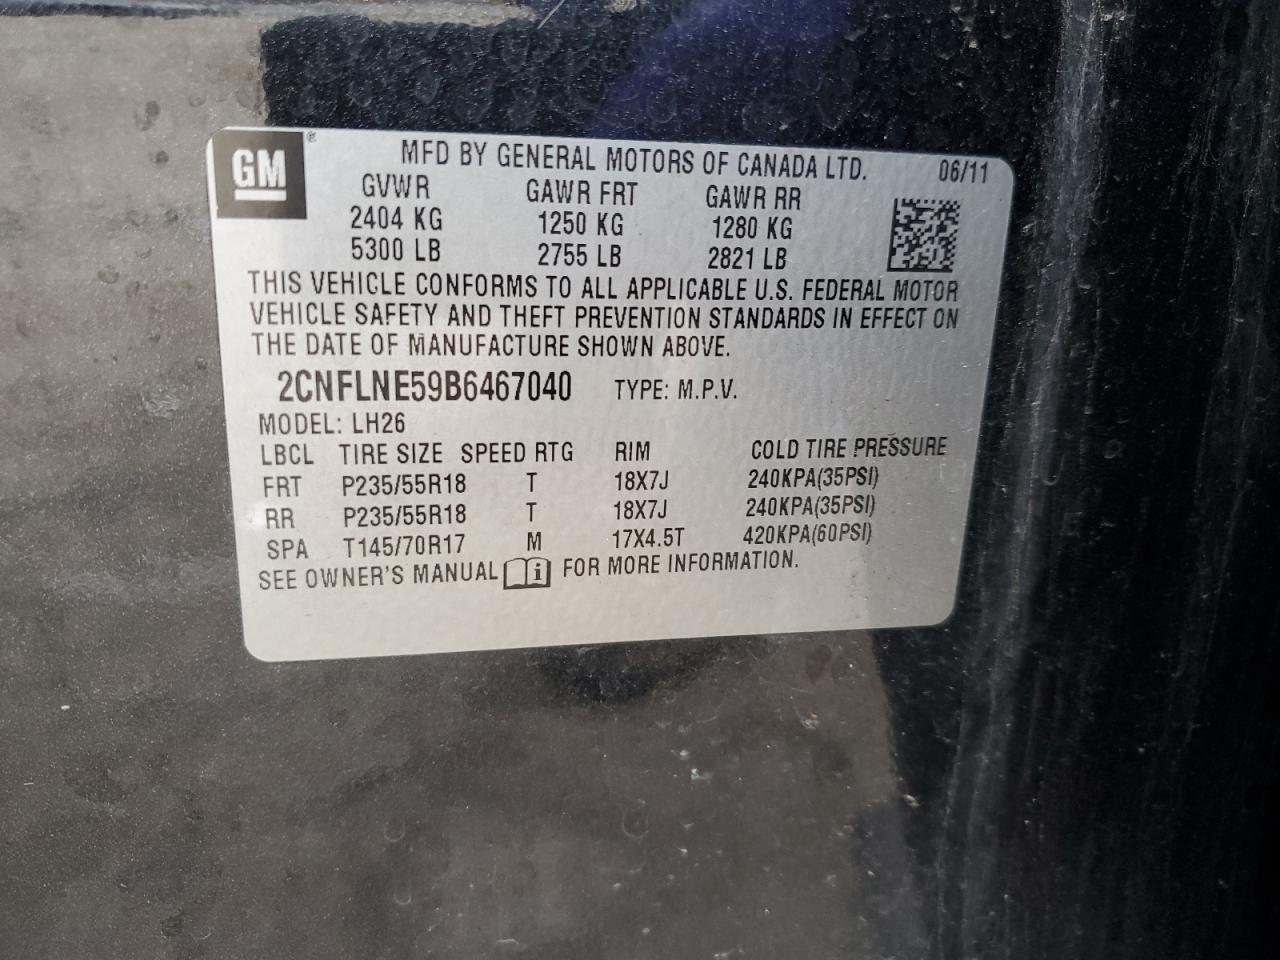 GM ®
MFD BY GENERAL MOTORS OF CANADA LTD. 06/11
GVWR GAWR FRT GAWR RR
2404 KG 1250 KG 1280 KG
5300 LB 2755 LB 2821 LB
THIS VEHICLE CONFORMS TO ALL APPLICABLE U.S. FEDERAL MOTOR
VEHICLE SAFETY AND THEFT PREVENTION STANDARDS IN EFFECT ON
THE DATE OF MANUFACTURE SHOWN ABOVE.
2CNFLNE59B6467040 TYPE: M.P.V.
MODEL: LH26
LBCL TIRE SIZE SPEED RTG RIM COLD TIRE PRESSURE
FRT P235/55R18 T 18X7J 240KPA(35PSI)
RR P235/55R18 T 18X7J 240KPA(35PSI)
SPA T145/70R17 M 17X4.5T 420KPA(60PSI)
SEE OWNER'S MANUAL i FOR MORE INFORMATION.